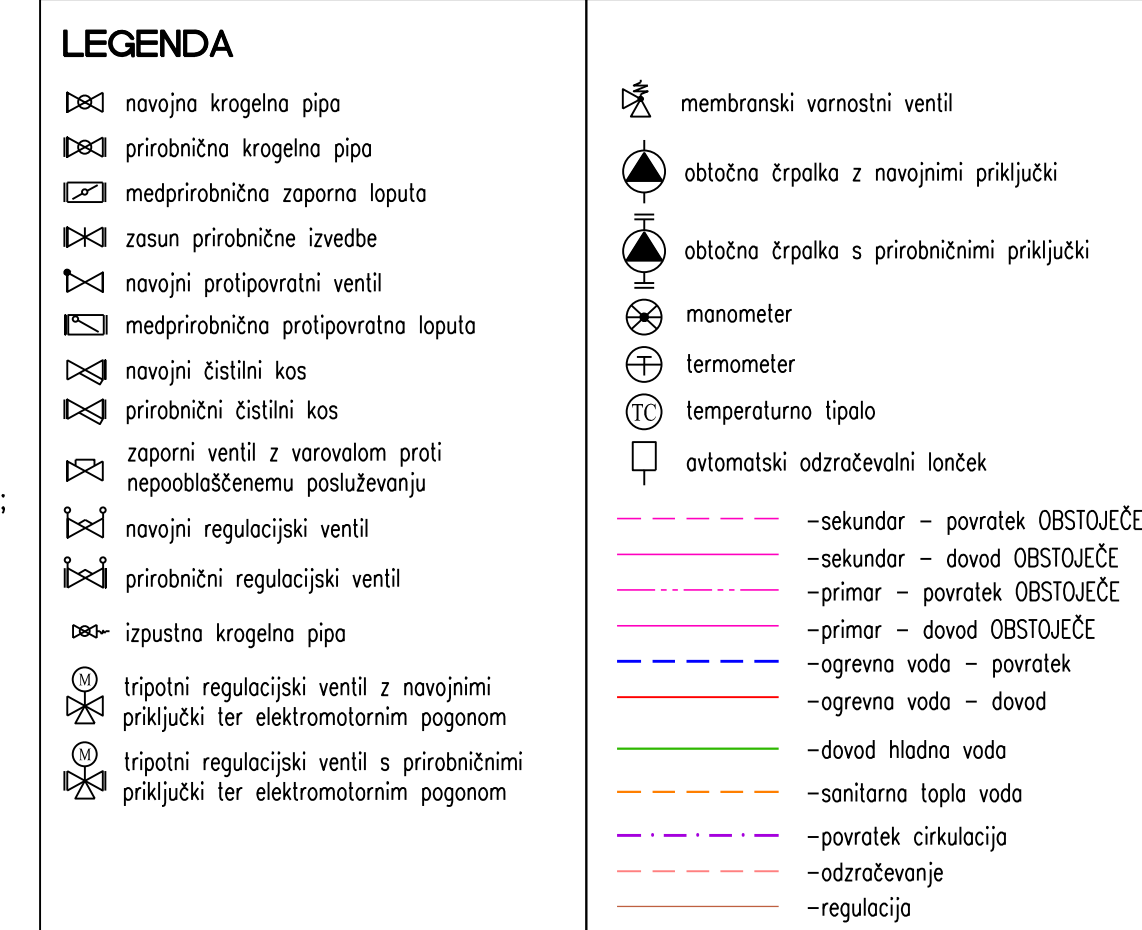 LEGENDA
navojna krogelna pipa
prirobnična krogelna pipa
medprirobnična zaporna loputa
zasun prirobnične izvedbe
navojni protipovratni ventil
medprirobnična protipovratna loputa
navojni čistilni kos
prirobnični čistilni kos
zaporni ventil z varovalom proti
nepooblaščenemu posluževanju
;
navojni regulacijski ventil
prirobnični regulacijski ventil
izpustna krogelna pipa
M
tripotni regulacijski ventil z navojnimi
priključki ter elektromotornim pogonom
M
tripotni regulacijski ventil s prirobničnimi
priključki ter elektromotornim pogonom
membranski varnostni ventil
obtočna črpalka z navojnimi priključki
obtočna črpalka s prirobničnimi priključki
manometer
T termometer
TC temperaturno tipalo
avtomatski odzračevalni lonček
-sekundar - povratek OBSTOJEČE
-sekundar - dovod OBSTOJEČE
-primar - povratek OBSTOJEČE
-primar - dovod OBSTOJEČE
-ogrevna voda - povratek
-ogrevna voda - dovod
-dovod hladna voda
-sanitarna topla voda
-povratek cirkulacija
-odzračevanje
-regulacija